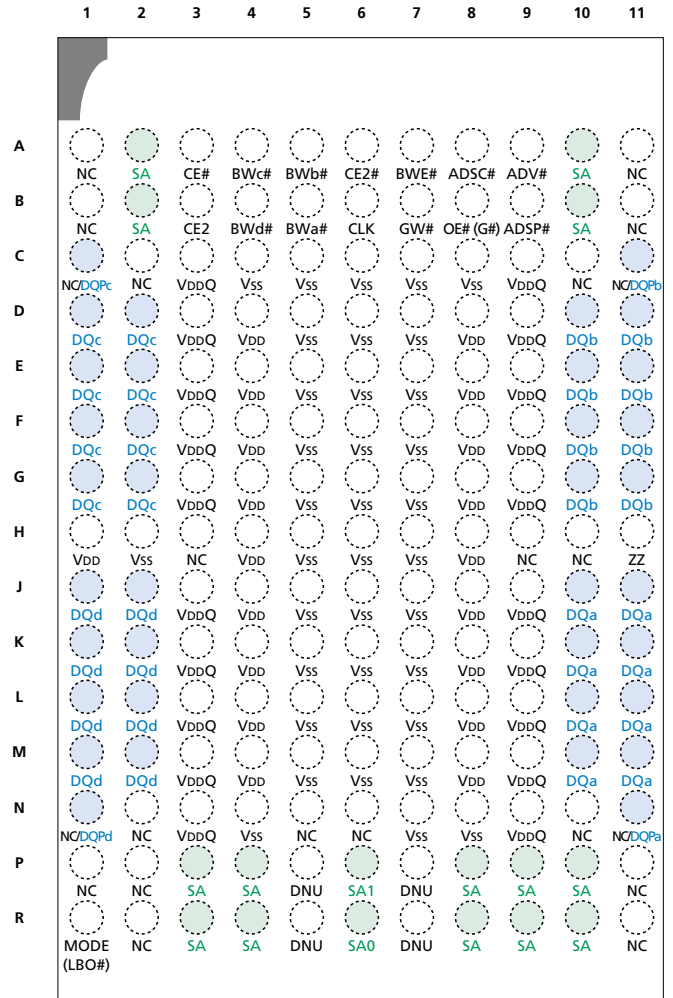 1 2 3 4 5 6 7 8 9 10 11
A
NC SA CE# BWc# BWb# CE2# BWE# ADSC# ADV# SA NC
B
NC SA CE2 BWd# BWa# CLK GW# OE# (G#) ADSP# SA NC
C
NC/DQPc NC VDDQ Vss Vss Vss Vss Vss VDDQ NC NC/DQPb
D
DQc DQc VDDQ VDD Vss Vss Vss VDD VDDQ DQb DQb
E
DQc DQc VDDQ VDD Vss Vss Vss VDD VDDQ DQb DQb
F
DQc DQc VDDQ VDD Vss Vss Vss VDD VDDQ DQb DQb
G
DQc DQc VDDQ VDD Vss Vss Vss VDD VDDQ DQb DQb
H
VDD Vss NC VDD Vss Vss Vss VDD NC NC ZZ
J
DQd DQd VDDQ VDD Vss Vss Vss VDD VDDQ DQa DQa
K
DQd DQd VDDQ VDD Vss Vss Vss VDD VDDQ DQa DQa
L
DQd DQd VDDQ VDD Vss Vss Vss VDD VDDQ DQa DQa
M
DQd DQd VDDQ VDD Vss Vss Vss VDD VDDQ DQa DQa
N
NC/DQPd NC VDDQ Vss NC NC Vss Vss VDDQ NC NC/DQPa
P
NC NC SA SA DNU SA1 DNU SA SA SA NC
R
MODE NC SA SA DNU SA0 DNU SA SA SA NC
(LBO#)